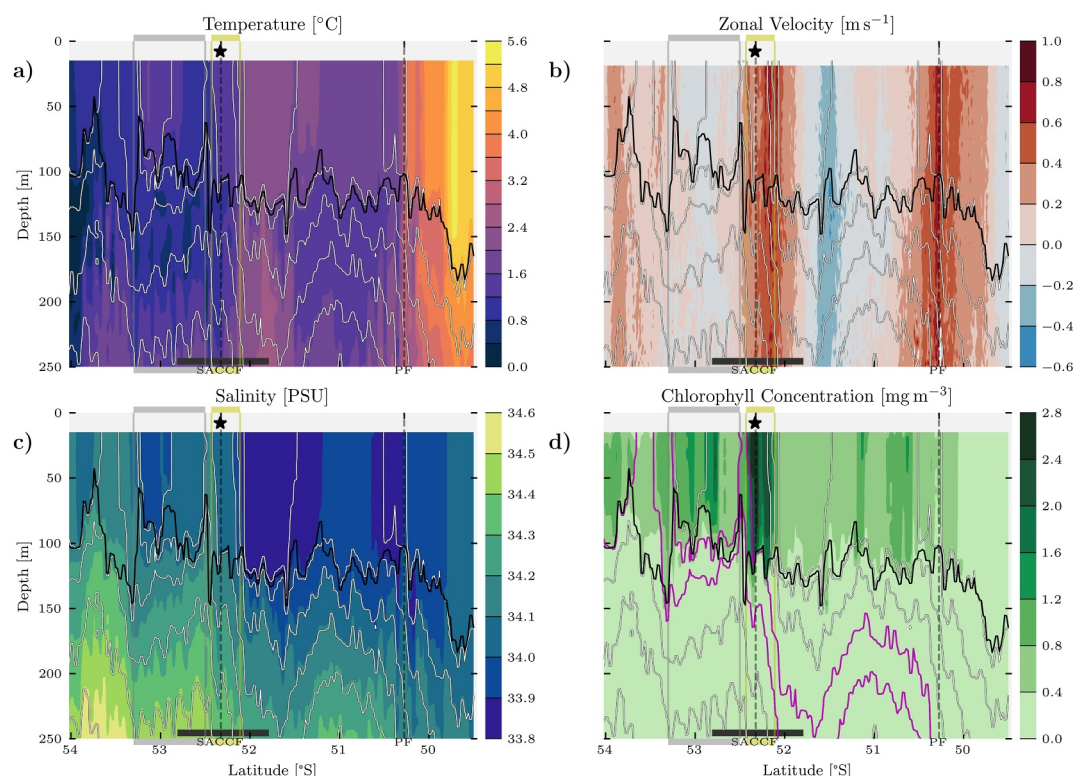 Temperature [°C]
Zonal Velocity [m s⁻¹]
a)
b)
0
50
100
150
200
250
Depth [m]
5.6
4.8
4.0
3.2
2.4
1.6
0.8
0.0
1.0
0.8
0.6
0.4
0.2
0.0
−0.2
−0.4
−0.6
SACCF
PF
SACCF
PF
Salinity [PSU]
Chlorophyll Concentration [mg m⁻³]
c)
d)
0
50
100
150
200
250
Depth [m]
34.6
34.5
34.4
34.3
34.2
34.1
34.0
33.9
33.8
2.8
2.4
2.0
1.6
1.2
0.8
0.4
0.0
SACCF
PF
SACCF
PF
54 53 52 51 50
54 53 52 51 50
Latitude [°S]
Latitude [°S]